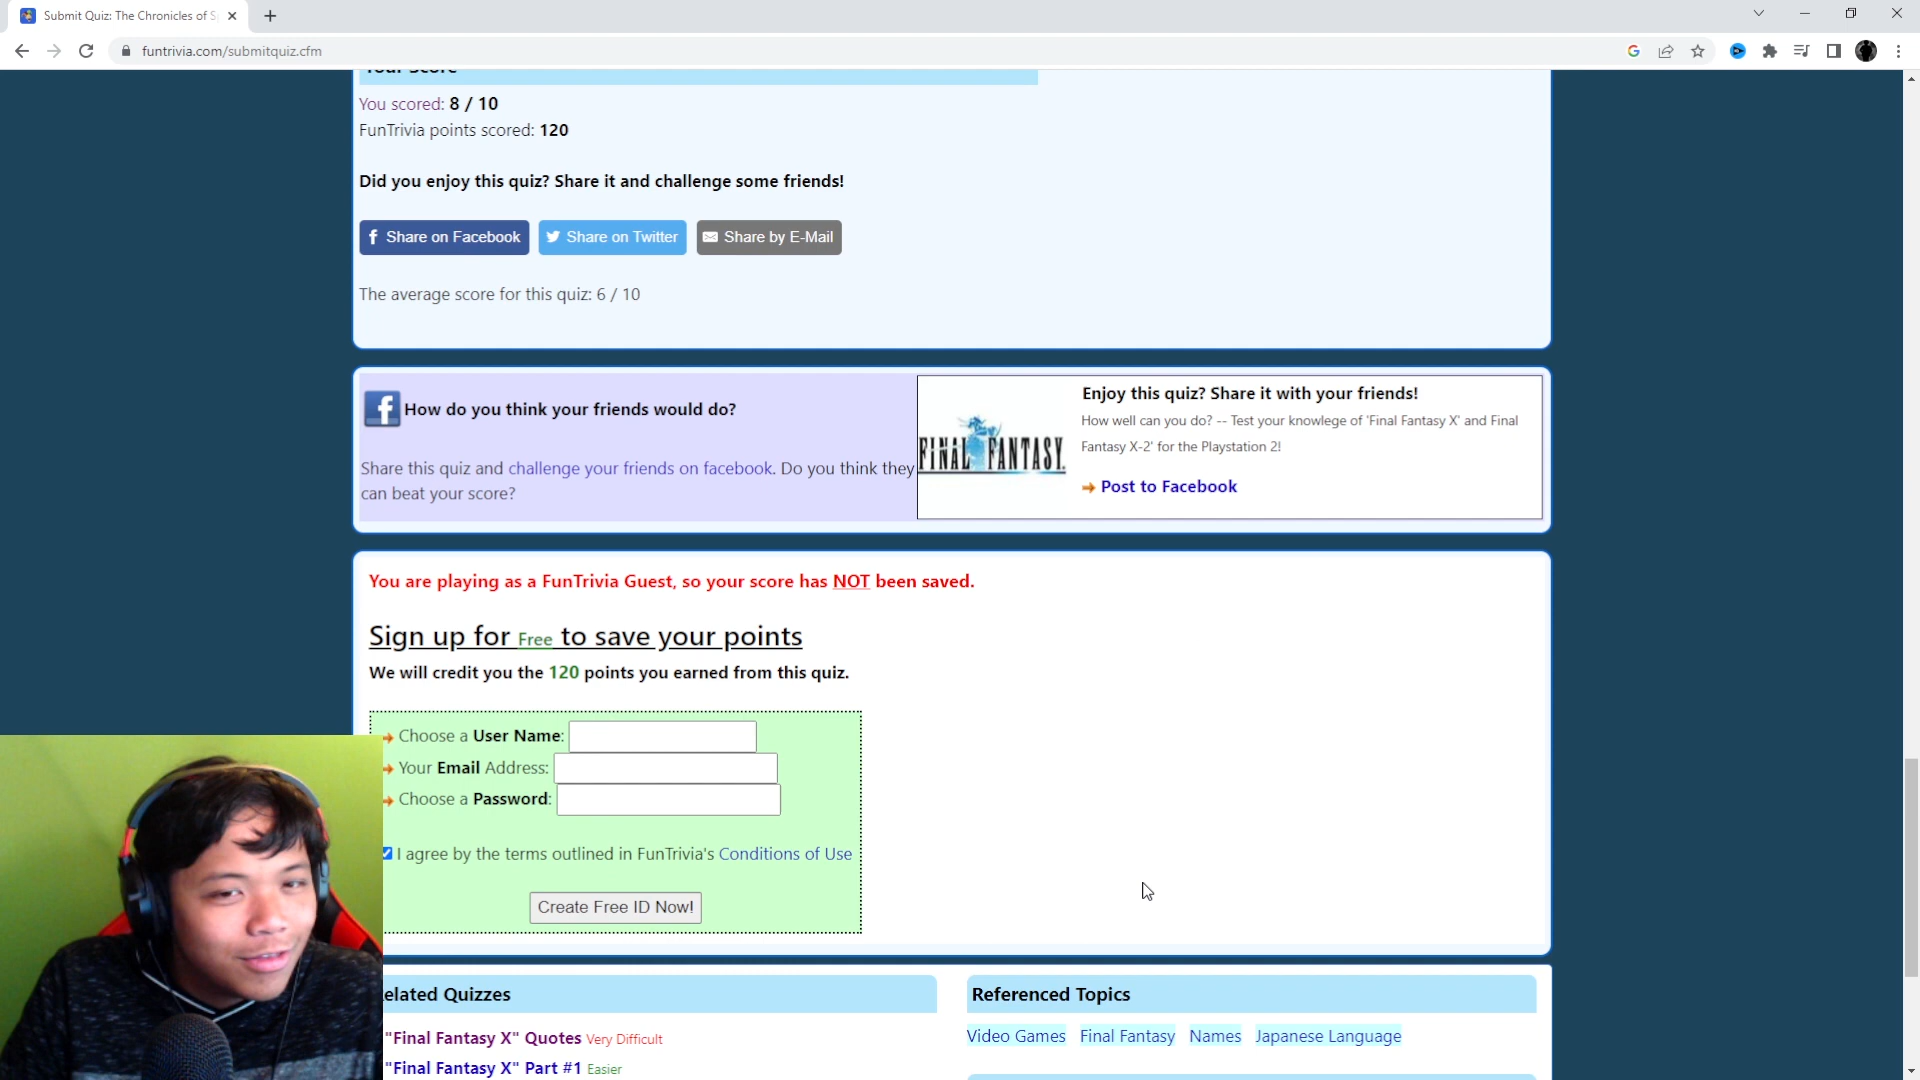 Submit Quiz: The Chronicles of S
funtrivia.com/submitquiz.cfm
Your Score
You scored: 8 / 10
FunTrivia points scored: 120
Did you enjoy this quiz? Share it and challenge some friends!
f Share on Facebook
Share on Twitter
Share by E-Mail
The average score for this quiz: 6 / 10
f How do you think your friends would do?
Share this quiz and challenge your friends on facebook. Do you think they
can beat your score?
FINAL FANTASY.
Enjoy this quiz? Share it with your friends!
How well can you do? -- Test your knowlege of 'Final Fantasy X' and Final
Fantasy X-2' for the Playstation 2!
Post to Facebook
You are playing as a FunTrivia Guest, so your score has NOT been saved.
Sign up for Free to save your points
We will credit you the 120 points you earned from this quiz.
Choose a User Name:
Your Email Address:
Choose a Password:
I agree by the terms outlined in FunTrivia's Conditions of Use
Create Free ID Now!
elated Quizzes
"Final Fantasy X" Quotes Very Difficult
"Final Fantasy X" Part #1 Easier
Referenced Topics
Video Games Final Fantasy Names Japanese Language